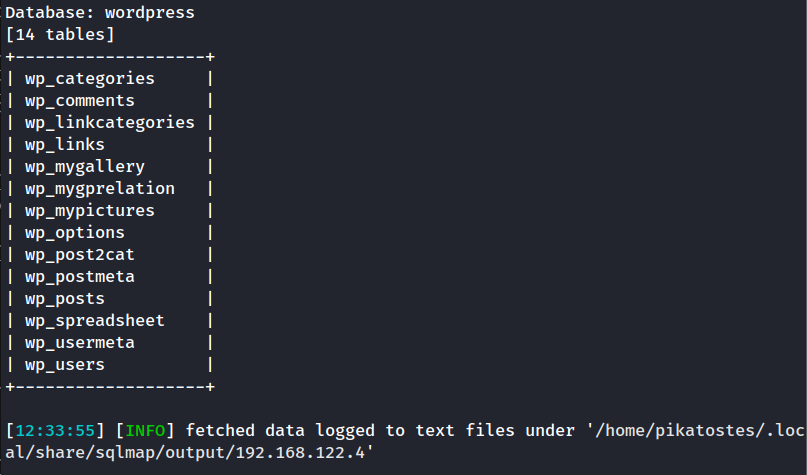 Database: wordpress
[14 tables]
+-------------------+
| wp_categories     |
| wp_comments       |
| wp_linkcategories |
| wp_links          |
| wp_mygallery      |
| wp_mygprelation   |
| wp_mypictures     |
| wp_options        |
| wp_post2cat       |
| wp_postmeta       |
| wp_posts          |
| wp_spreadsheet    |
| wp_usermeta       |
| wp_users          |
+-------------------+
[12:33:55] [INFO] fetched data logged to text files under '/home/pikatostes/.loc
al/share/sqlmap/output/192.168.122.4'